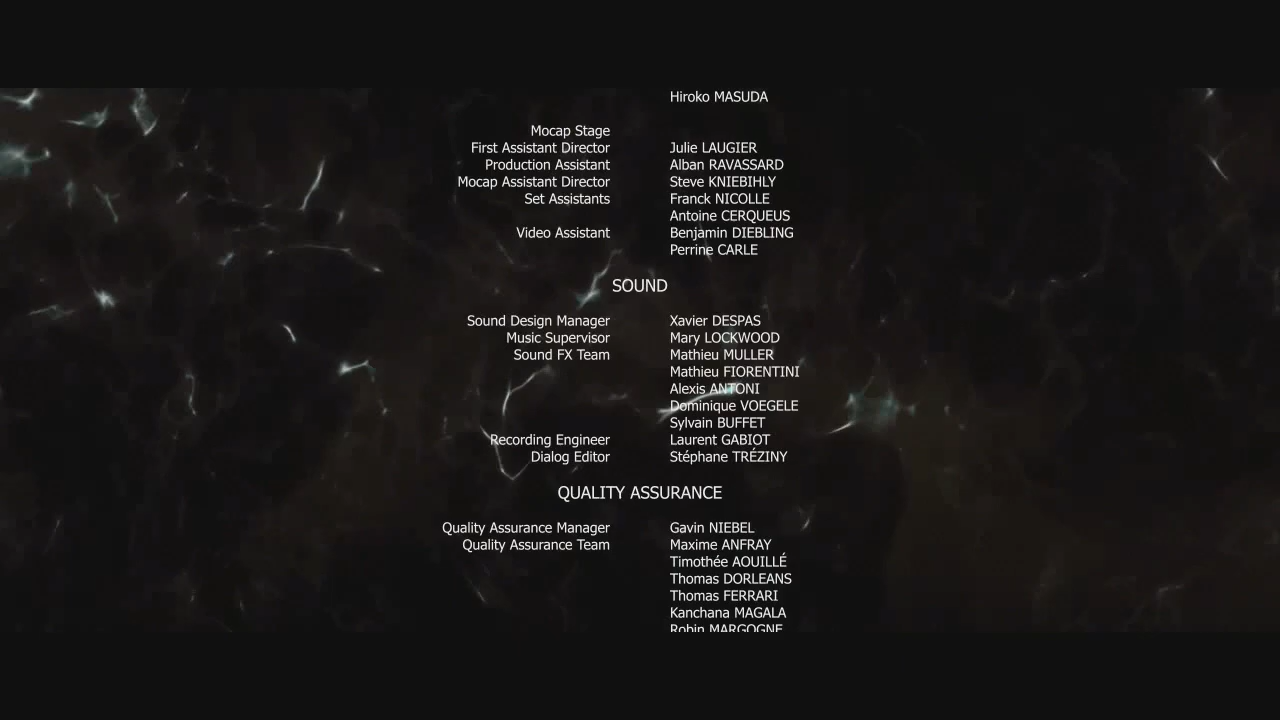 Hiroko MASUDA
Mocap Stage
First Assistant Director Julie LAUGIER
Production Assistant Alban RAVASSARD
Mocap Assistant Director Steve KNIEBIHLY
Set Assistants Franck NICOLLE
Antoine CERQUEUS
Video Assistant Benjamin DIEBLING
Perrine CARLE
SOUND
Sound Design Manager Xavier DESPAS
Music Supervisor Mary LOCKWOOD
Sound FX Team Mathieu MULLER
Mathieu FIORENTINI
Alexis ANTONI
Dominique VOEGELE
Sylvain BUFFET
Recording Engineer Laurent GABIOT
Dialog Editor Stéphane TRÉZINY
QUALITY ASSURANCE
Quality Assurance Manager Gavin NIEBEL
Quality Assurance Team Maxime ANFRAY
Timothée AOUILLÉ
Thomas DORLEANS
Thomas FERRARI
Kanchana MAGALA
Robin MARGOGNE